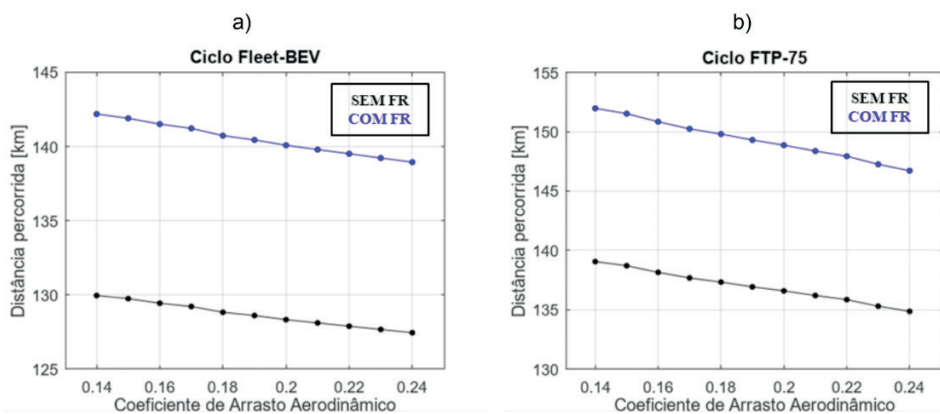 a)
Ciclo Fleet-BEV
145
140
135
130
125
Distância percorrida [km]
SEM FR
COM FR
0.14 0.16 0.18 0.2 0.22 0.24
Coeficiente de Arrasto Aerodinâmico
b)
Ciclo FTP-75
155
150
145
140
135
130
Distância percorrida [km]
SEM FR
COM FR
0.14 0.16 0.18 0.2 0.22 0.24
Coeficiente de Arrasto Aerodinâmico